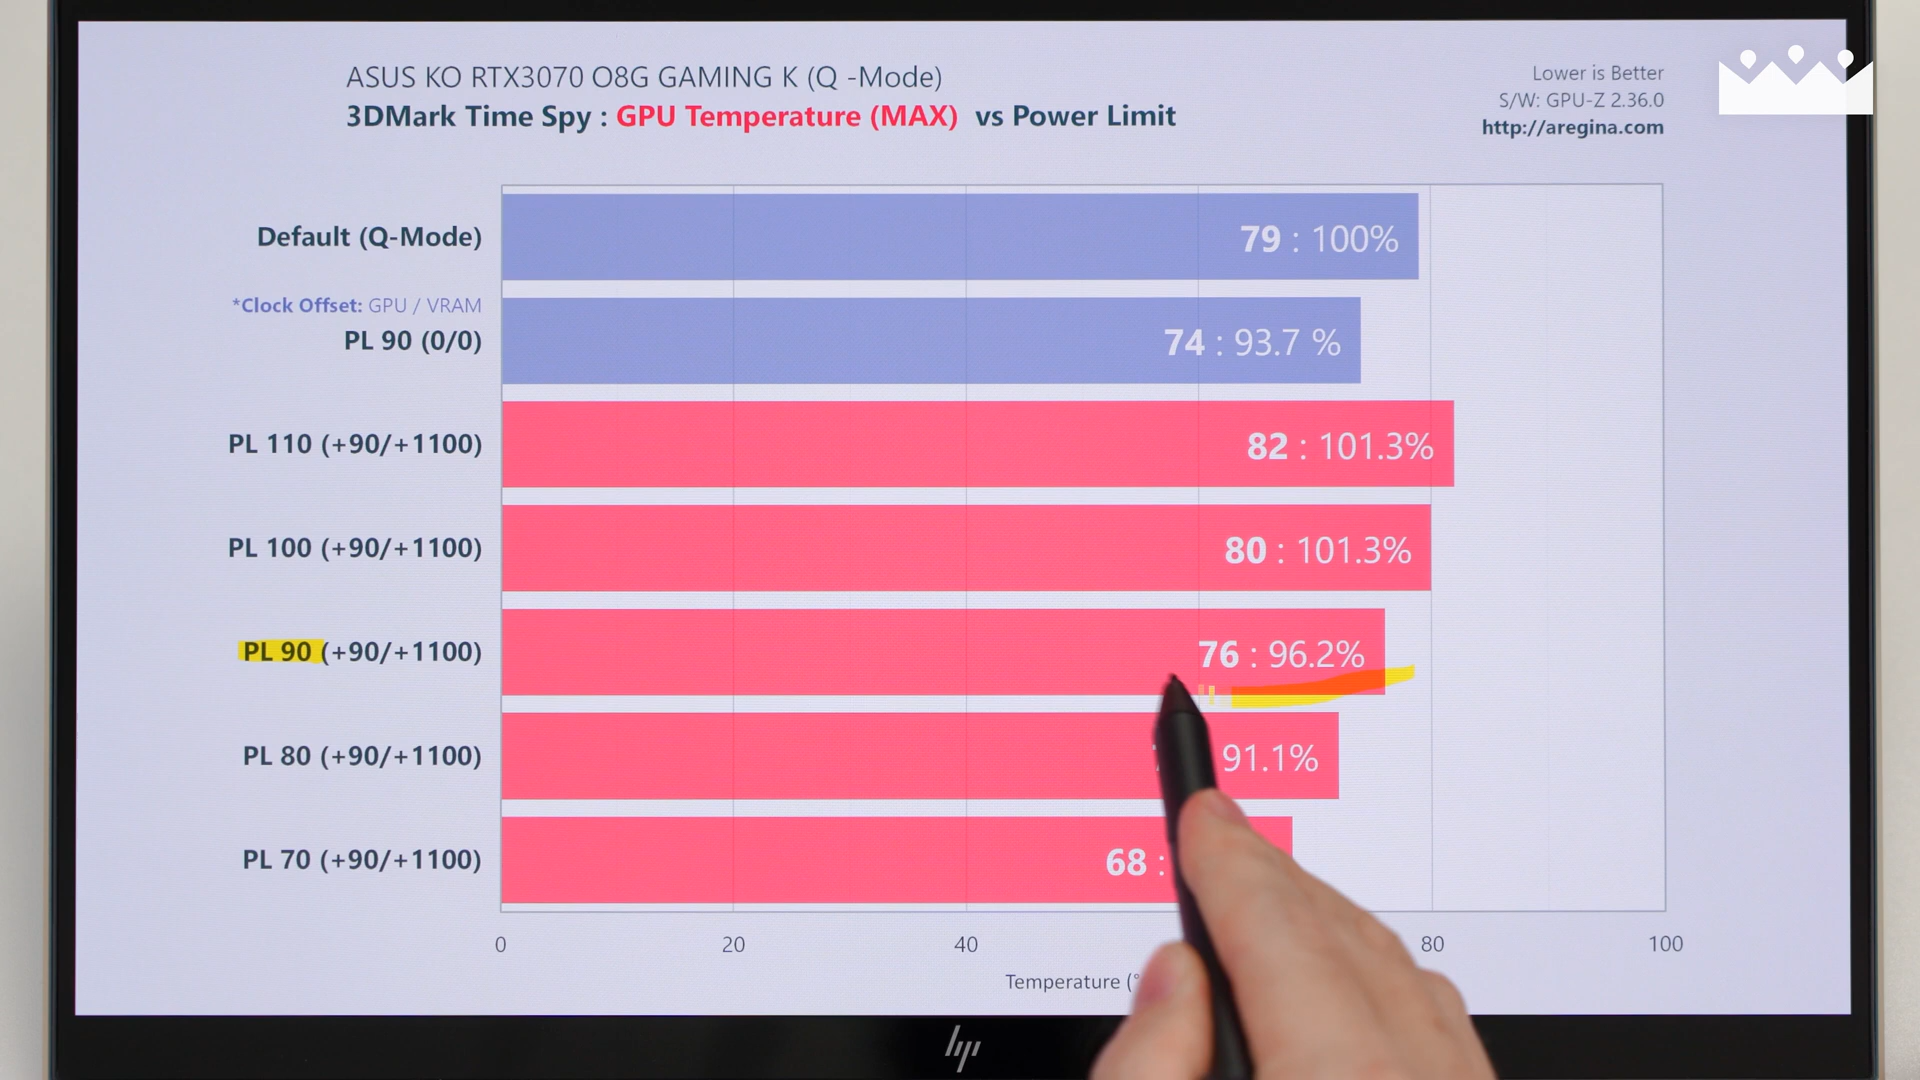 ASUS KO RTX3070 O8G GAMING K (Q -Mode)
3DMark Time Spy : GPU Temperature (MAX) vs Power Limit
Lower is Better
S/W: GPU-Z 2.36.0
http://aregina.com
Default (Q-Mode)
79 : 100%
*Clock Offset: GPU / VRAM
PL 90 (0/0)
74 : 93.7 %
PL 110 (+90/+1100)
82 : 101.3%
PL 100 (+90/+1100)
80 : 101.3%
PL 90 (+90/+1100)
76 : 96.2%
PL 80 (+90/+1100)
91.1%
PL 70 (+90/+1100)
68 :
0 20 40 80 100
Temperature (°
hp